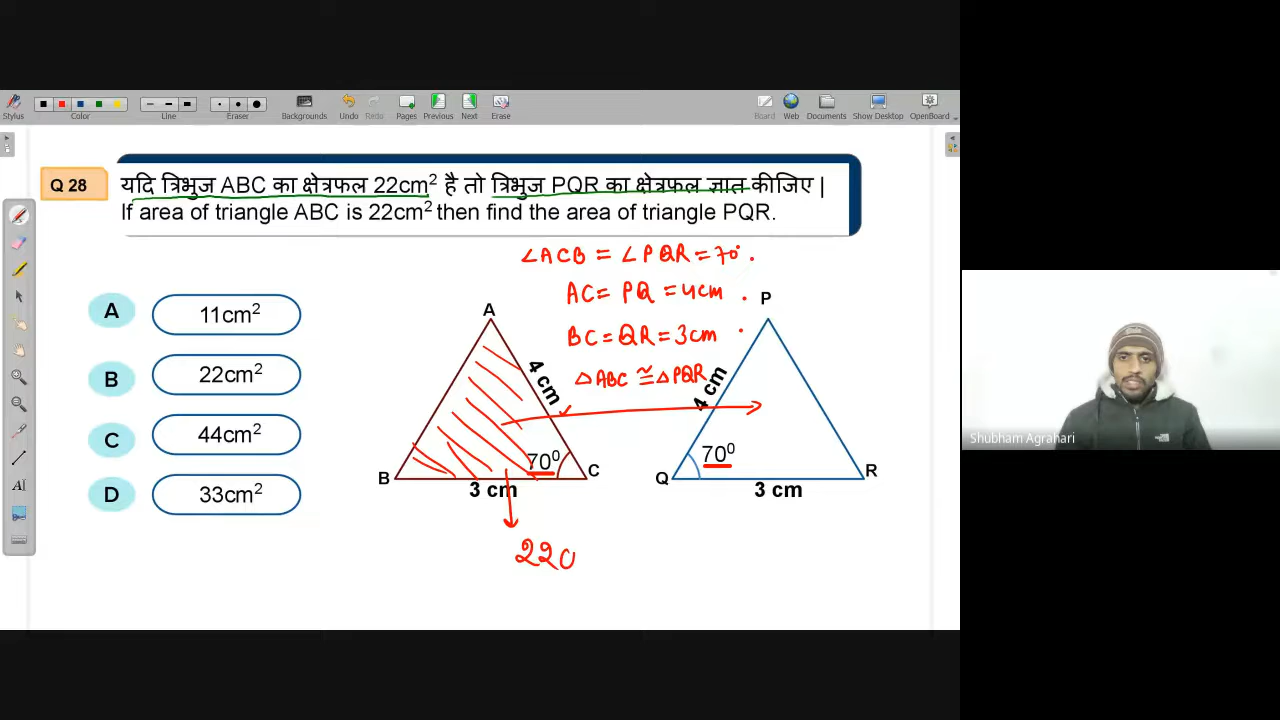 Stylus
Color
Line
Eraser
Backgrounds
Undo
Redo
Pages
Previous
Next
Erase
Board
Web
Documents
Show Desktop
OpenBoard
Q 28
यदि त्रिभुज ABC का क्षेत्रफल 22cm² है तो त्रिभुज PQR का क्षेत्रफल ज्ञात कीजिए |
If area of triangle ABC is 22cm² then find the area of triangle PQR.
∠ACB = ∠PQR = 70°.
AC = PQ = 4cm .
BC = QR = 3cm .
△ABC ≅ △PQR
A 11cm²
B 22cm²
C 44cm²
D 33cm²
A
4 cm
70⁰
B
C
3 cm
P
4 cm
70⁰
Q
R
3 cm
22c
Shubham Agrahari